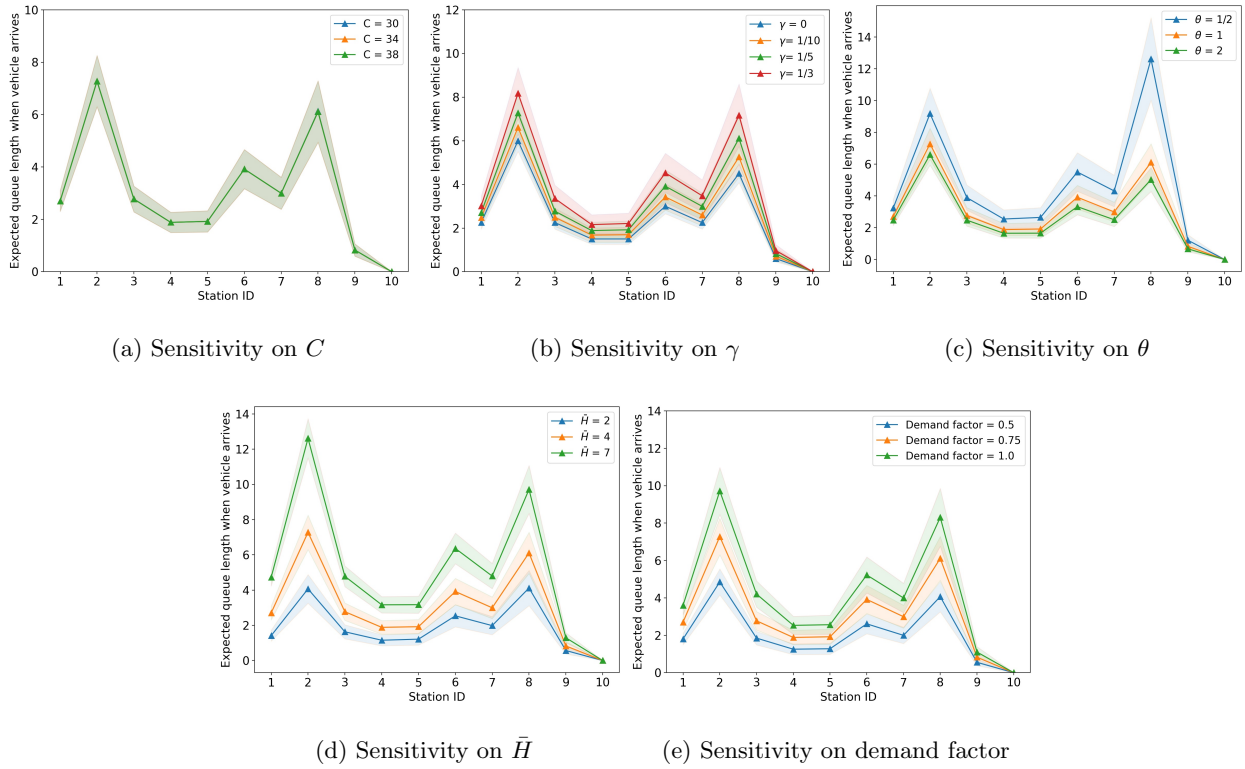 Expected queue length when vehicle arrives
10
8
6
4
2
0
C = 30
C = 34
C = 38
1 2 3 4 5 6 7 8 9 10
Station ID
(a) Sensitivity on C
Expected queue length when vehicle arrives
12
10
8
6
4
2
0
γ = 0
γ = 1/10
γ = 1/5
γ = 1/3
1 2 3 4 5 6 7 8 9 10
Station ID
(b) Sensitivity on γ
Expected queue length when vehicle arrives
14
12
10
8
6
4
2
0
θ = 1/2
θ = 1
θ = 2
1 2 3 4 5 6 7 8 9 10
Station ID
(c) Sensitivity on θ
Expected queue length when vehicle arrives
14
12
10
8
6
4
2
0
H̄ = 2
H̄ = 4
H̄ = 7
1 2 3 4 5 6 7 8 9 10
Station ID
(d) Sensitivity on H̄
Expected queue length when vehicle arrives
14
12
10
8
6
4
2
0
Demand factor = 0.5
Demand factor = 0.75
Demand factor = 1.0
1 2 3 4 5 6 7 8 9 10
Station ID
(e) Sensitivity on demand factor